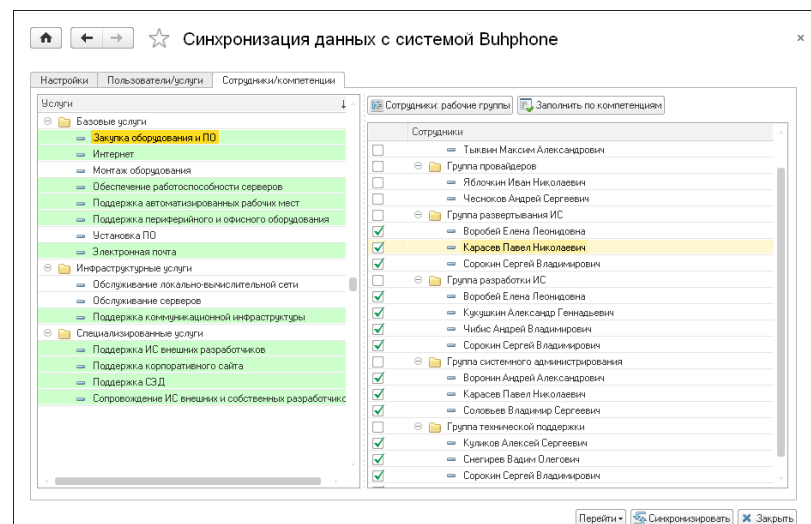 Синхронизация данных с системой Buhphone
Настройки Пользователи/услуги Сотрудники/компетенции
Услуги
Базовые услуги
Закупка оборудования и ПО
Интернет
Монтаж оборудования
Обеспечение работоспособности серверов
Поддержка автоматизированных рабочих мест
Поддержка периферийного и офисного оборудования
Установка ПО
Электронная почта
Инфраструктурные услуги
Обслуживание локально-вычислительной сети
Обслуживание серверов
Поддержка коммуникационной инфраструктуры
Специализированные услуги
Поддержка ИС внешних разработчиков
Поддержка корпоративного сайта
Поддержка СЭД
Сопровождение ИС внешних и собственных разработчикс
Сотрудники: рабочие группы Заполнить по компетенциям
Сотрудники
Тыквин Максим Александрович
Группа провайдеров
Яблочкин Иван Николаевич
Чесноков Андрей Сергеевич
Группа развертывания ИС
Воробей Елена Леонидовна
Карасев Павел Николаевич
Сорокин Сергей Владимирович
Группа разработки ИС
Воробей Елена Леонидовна
Кукушкин Александр Геннадьевич
Чибис Андрей Владимирович
Сорокин Сергей Владимирович
Группа системного администрирования
Воронин Андрей Александрович
Карасев Павел Николаевич
Соловьев Владимир Сергеевич
Группа технической поддержки
Куликов Алексей Сергеевич
Снегирев Вадим Олегович
Сорокин Сергей Владимирович
Перейти Синхронизировать Закрыть